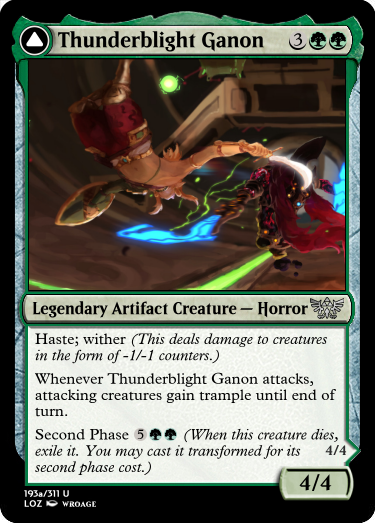 Thunderblight Ganon 3
Legendary Artifact Creature — Horror
Haste; wither (This deals damage to creatures
in the form of -1/-1 counters.)
Whenever Thunderblight Ganon attacks,
attacking creatures gain trample until end of
turn.
Second Phase 5 (When this creature dies,
exile it. You may cast it transformed for its
second phase cost.)
4/4
4/4
193a/311 U
LOZ WROAGE